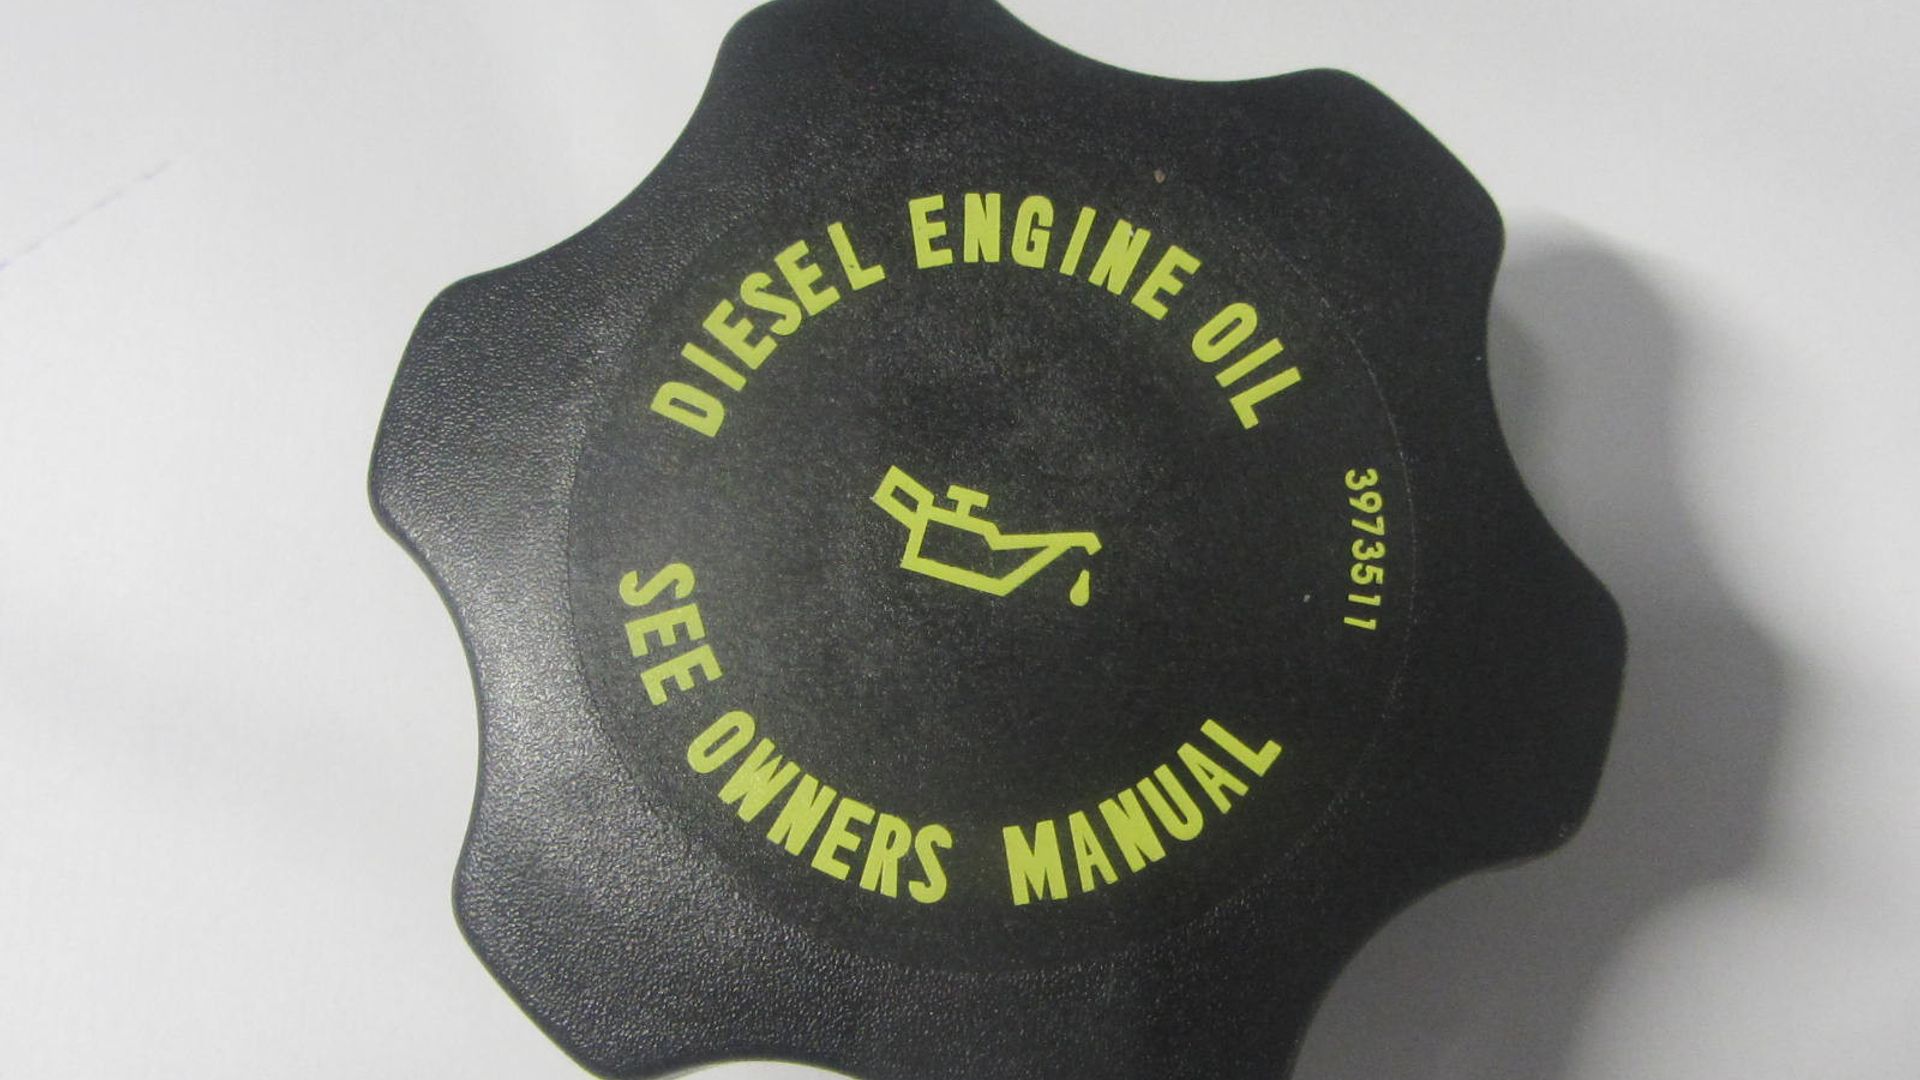 DIESEL ENGINE OIL
3973511
SEE OWNERS MANUAL